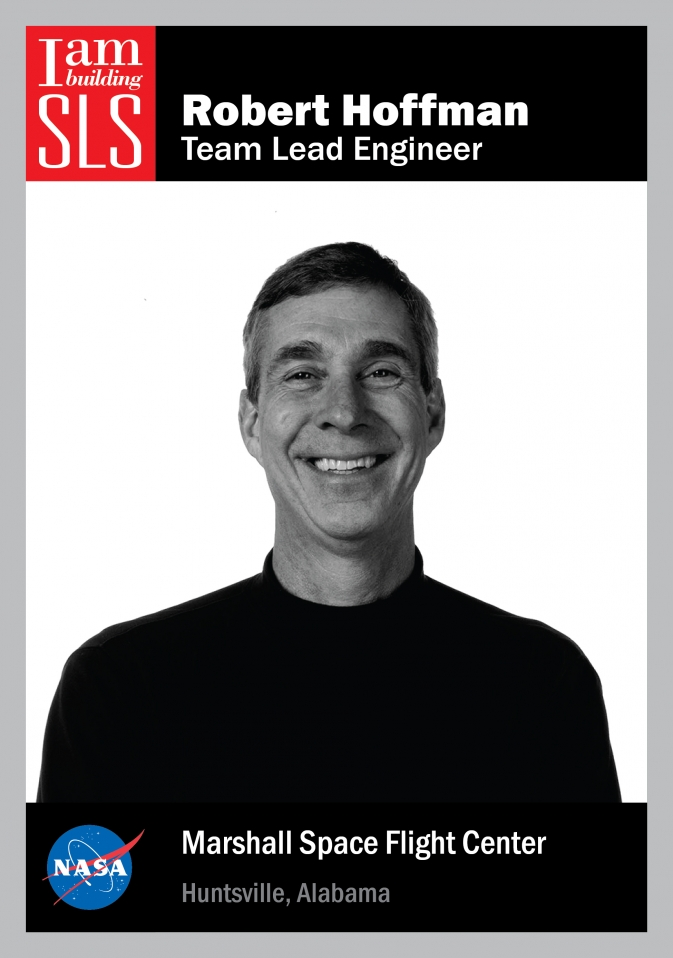 I am
building
SLS
Robert Hoffman
Team Lead Engineer
NASA
Marshall Space Flight Center
Huntsville, Alabama